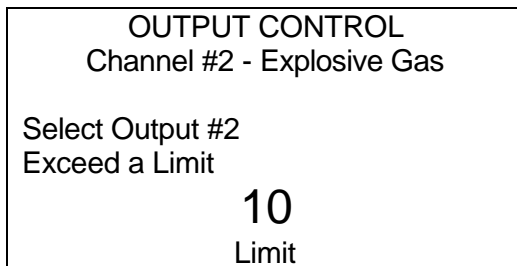 OUTPUT CONTROL
Channel #2 - Explosive Gas
Select Output #2
Exceed a Limit
10
Limit